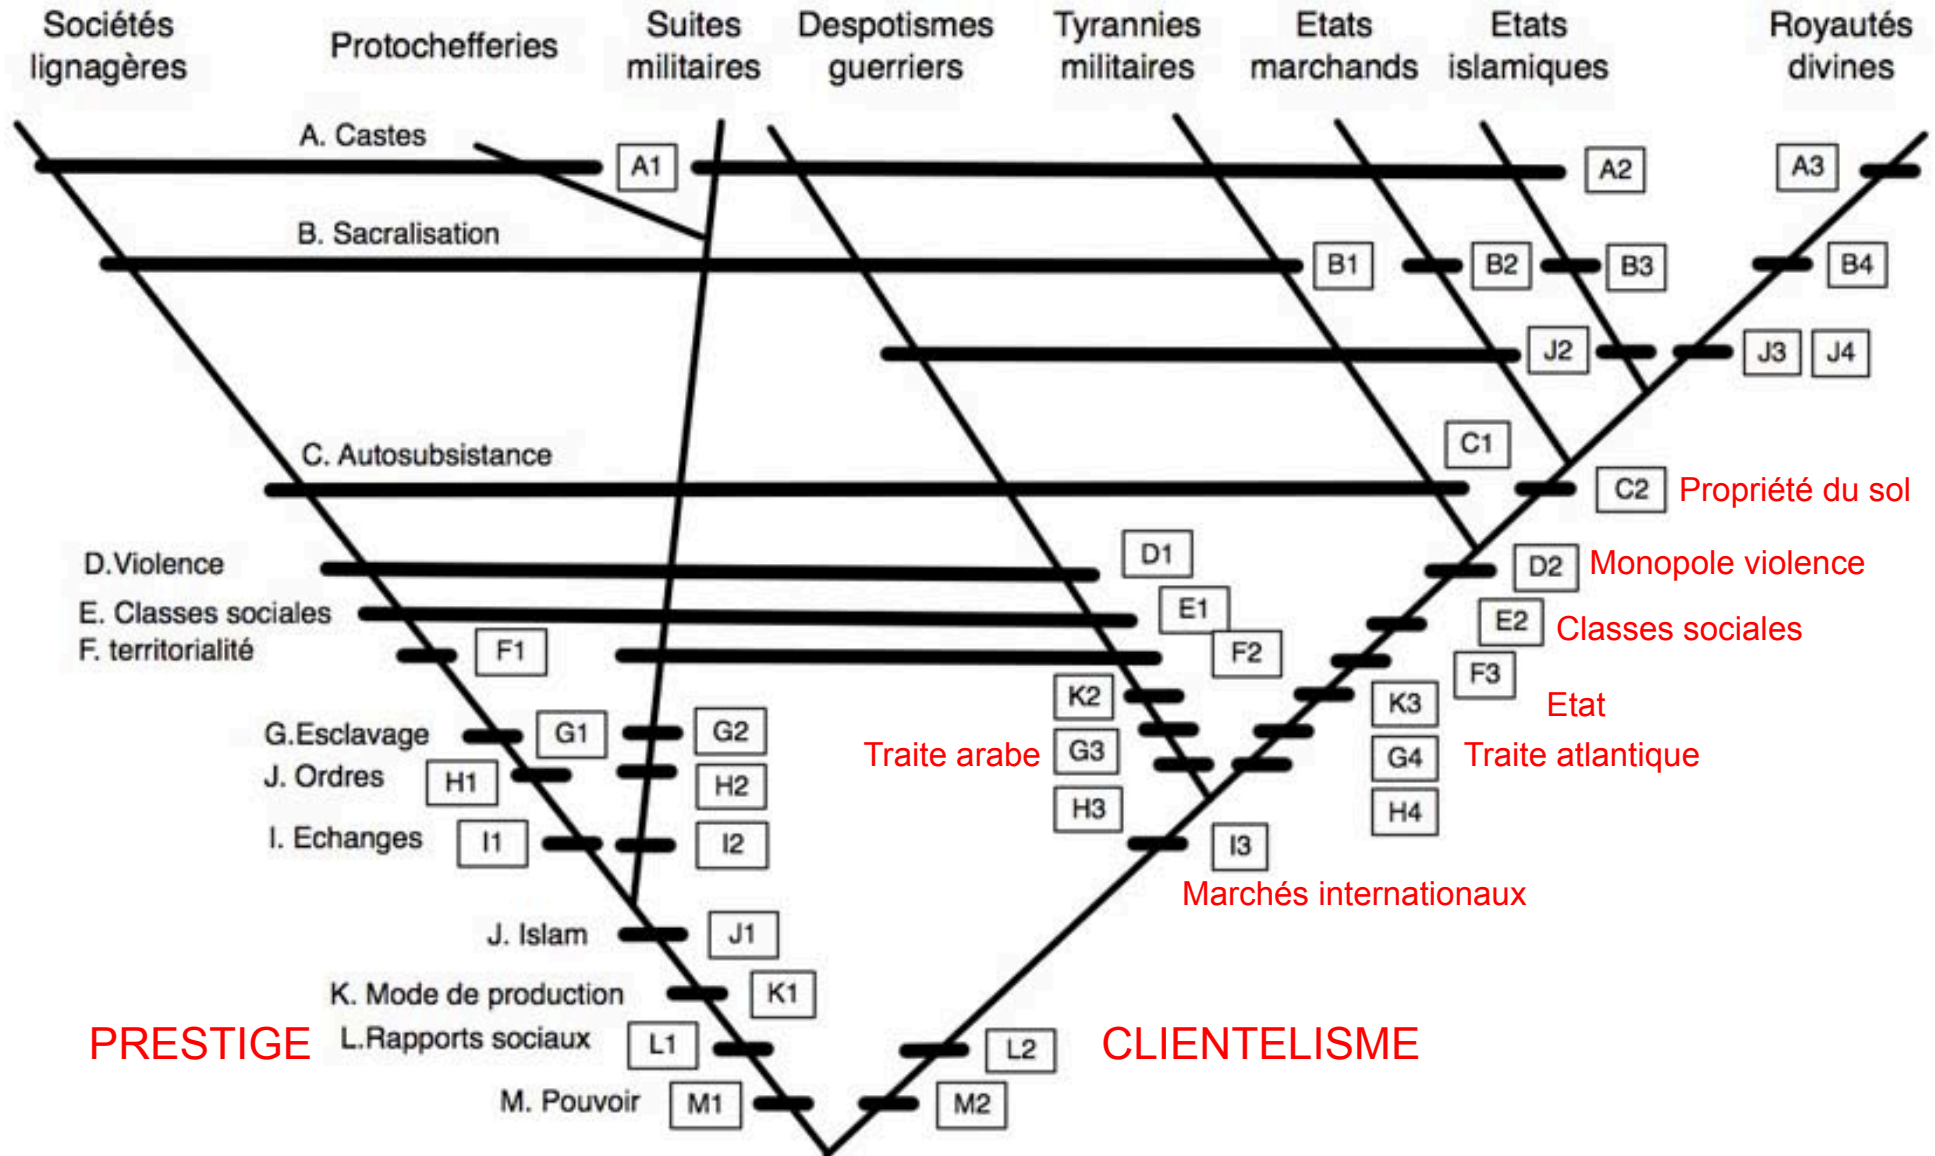 Sociétés
lignagères
Protochefferies
Suites
militaires
Despotismes
guerriers
Tyrannies
militaires
Etats
marchands
Etats
islamiques
Royautés
divines
A. Castes
A1
A2
A3
B. Sacralisation
B1
B2
B3
B4
J2
J3
J4
C. Autosubsistance
C1
C2
Propriété du sol
D.Violence
D1
D2
Monopole violence
E. Classes sociales
E1
E2
Classes sociales
F. territorialité
F1
F2
F3
K2
K3
Etat
G.Esclavage
G1
G2
Traite arabe
G3
G4
Traite atlantique
J. Ordres
H1
H2
H3
H4
I. Echanges
I1
I2
I3
Marchés internationaux
J. Islam
J1
K. Mode de production
K1
PRESTIGE
L.Rapports sociaux
L1
L2
CLIENTELISME
M. Pouvoir
M1
M2